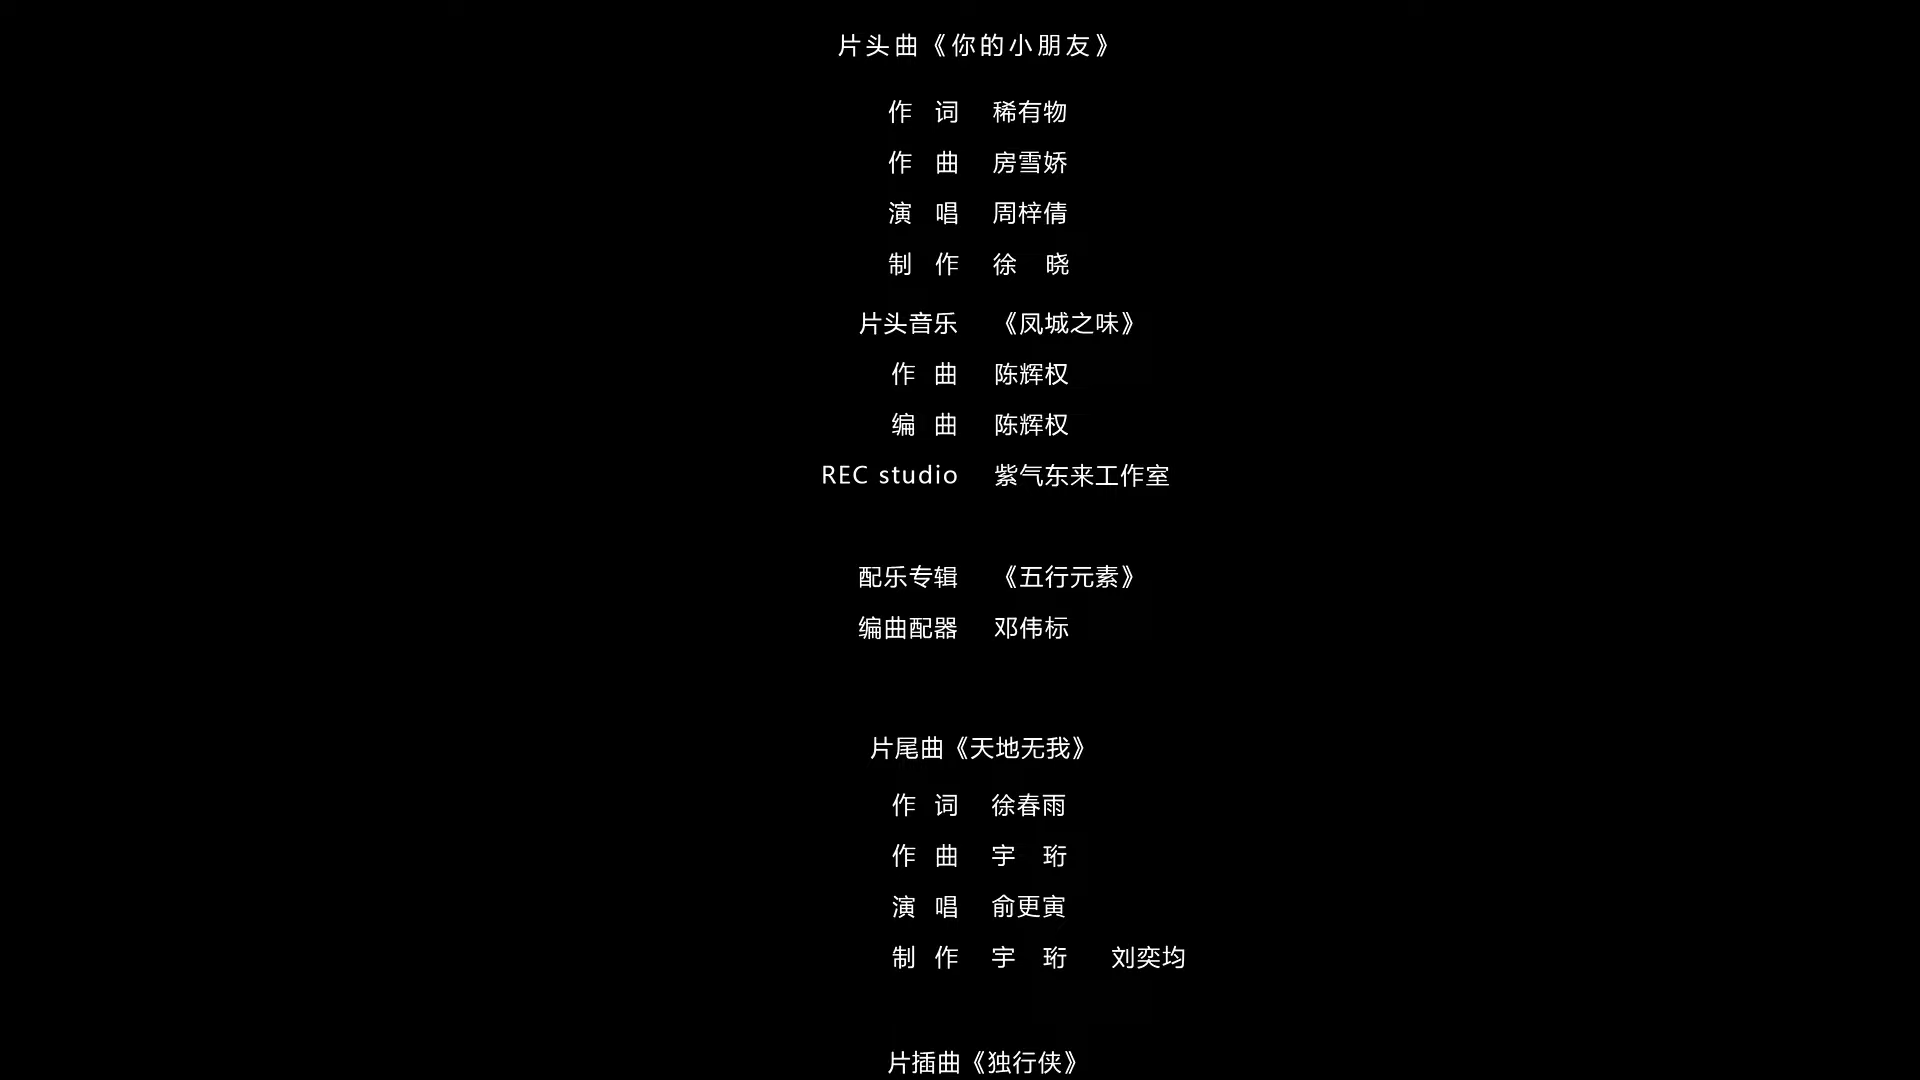 片头曲《你的小朋友》
作 词 稀有物
作 曲 房雪娇
演 唱 周梓倩
制 作 徐 晓
片头音乐 《凤城之味》
作 曲 陈辉权
编 曲 陈辉权
REC studio 紫气东来工作室
配乐专辑 《五行元素》
编曲配器 邓伟标
片尾曲《天地无我》
作 词 徐春雨
作 曲 宇 珩
演 唱 俞更寅
制 作 宇 珩 刘奕均
片插曲《独行侠》